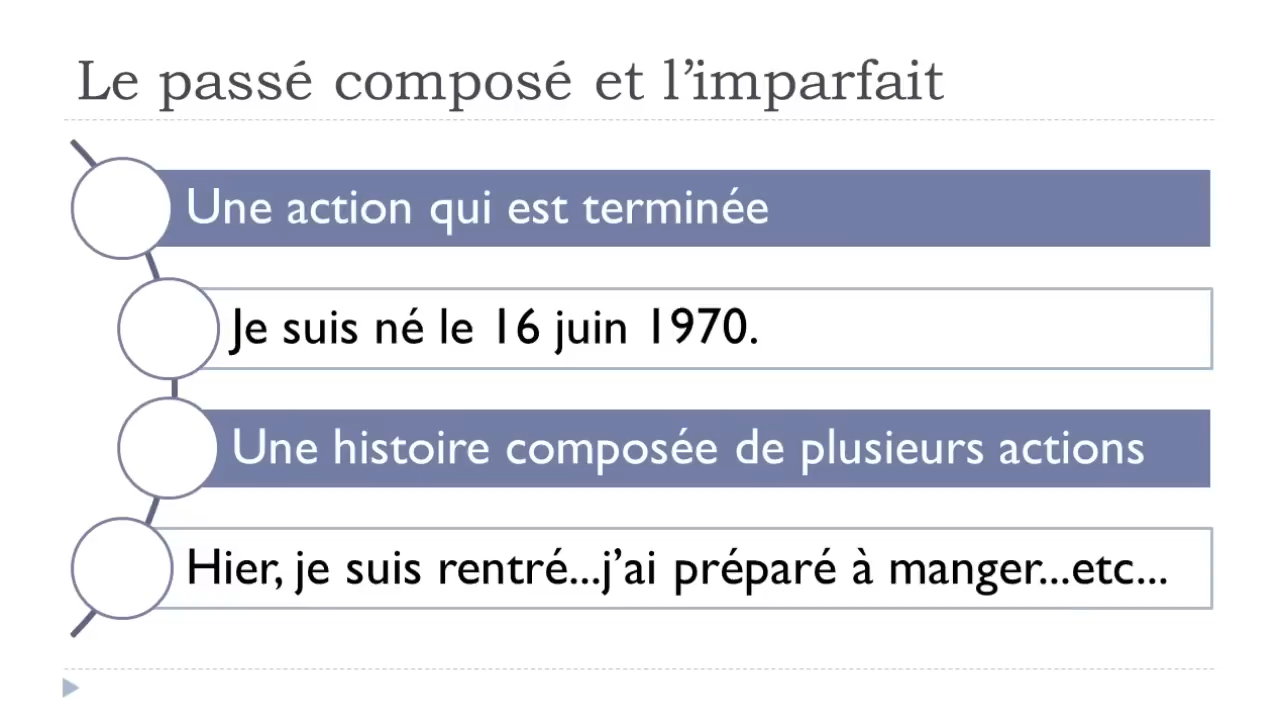 Le passé composé et l’imparfait
Une action qui est terminée
Je suis né le 16 juin 1970.
Une histoire composée de plusieurs actions
Hier, je suis rentré...j’ai préparé à manger...etc...